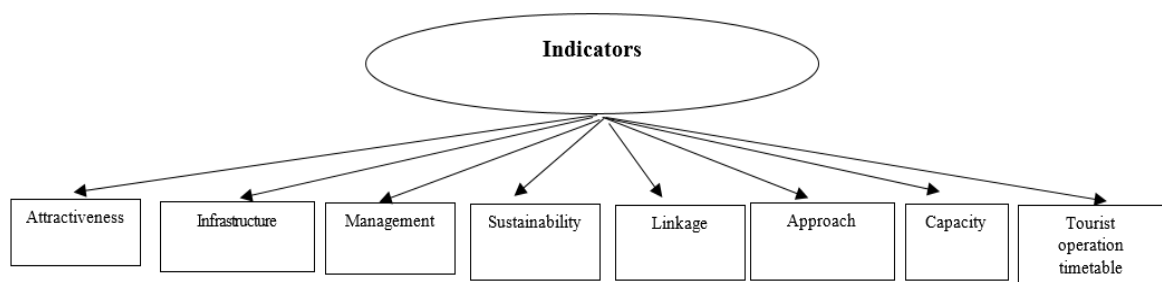 Indicators
Attractiveness
Infrastructure
Management
Sustainability
Linkage
Approach
Capacity
Tourist
operation
timetable